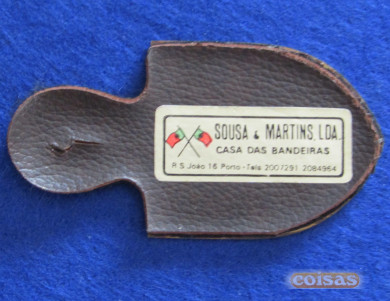 SOUSA & MARTINS, LDA.
CASA DAS BANDEIRAS
R.S.João 16 Porto - Tels 2007291 2084964
coisas